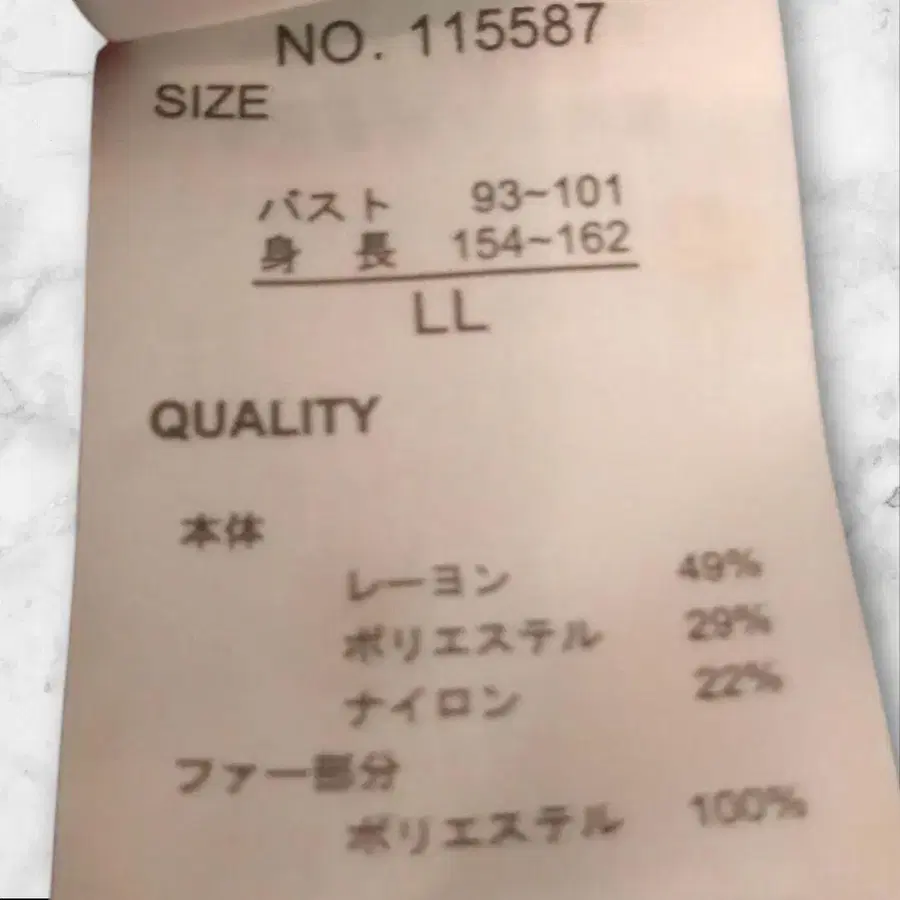 NO. 115587
SIZE
バスト 93~101
身 長 154~162
LL
QUALITY
本体
レーヨン 49%
ポリエステル 29%
ナイロン 22%
ファー部分
ポリエステル 100%